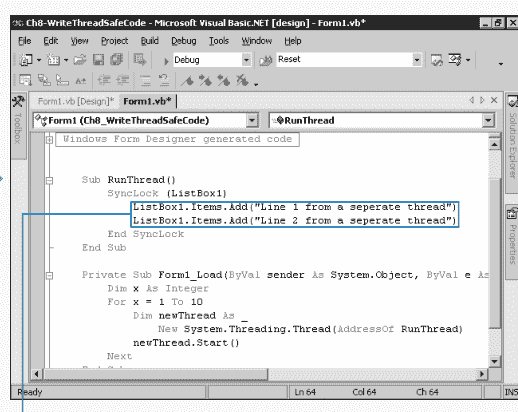 Ch8-WriteThreadSafeCode - Microsoft Visual Basic.NET [design] - Form1.vb*
File Edit View Project Build Debug Tools Window Help
Debug Reset
Form1.vb [Design]* Form1.vb*
Toolbox
Form1 (Ch8_WriteThreadSafeCode) RunThread
Solution Explorer
Properties
Windows Form Designer generated code
Sub RunThread()
SyncLock (ListBox1)
ListBox1.Items.Add("Line 1 from a seperate thread")
ListBox1.Items.Add("Line 2 from a seperate thread")
End SyncLock
End Sub
Private Sub Form1_Load(ByVal sender As System.Object, ByVal e As
Dim x As Integer
For x = 1 To 10
Dim newThread As _
New System.Threading.Thread(AddressOf RunThread)
newThread.Start()
Next
End Sub
Ready Ln 64 Col 64 Ch 64 INS